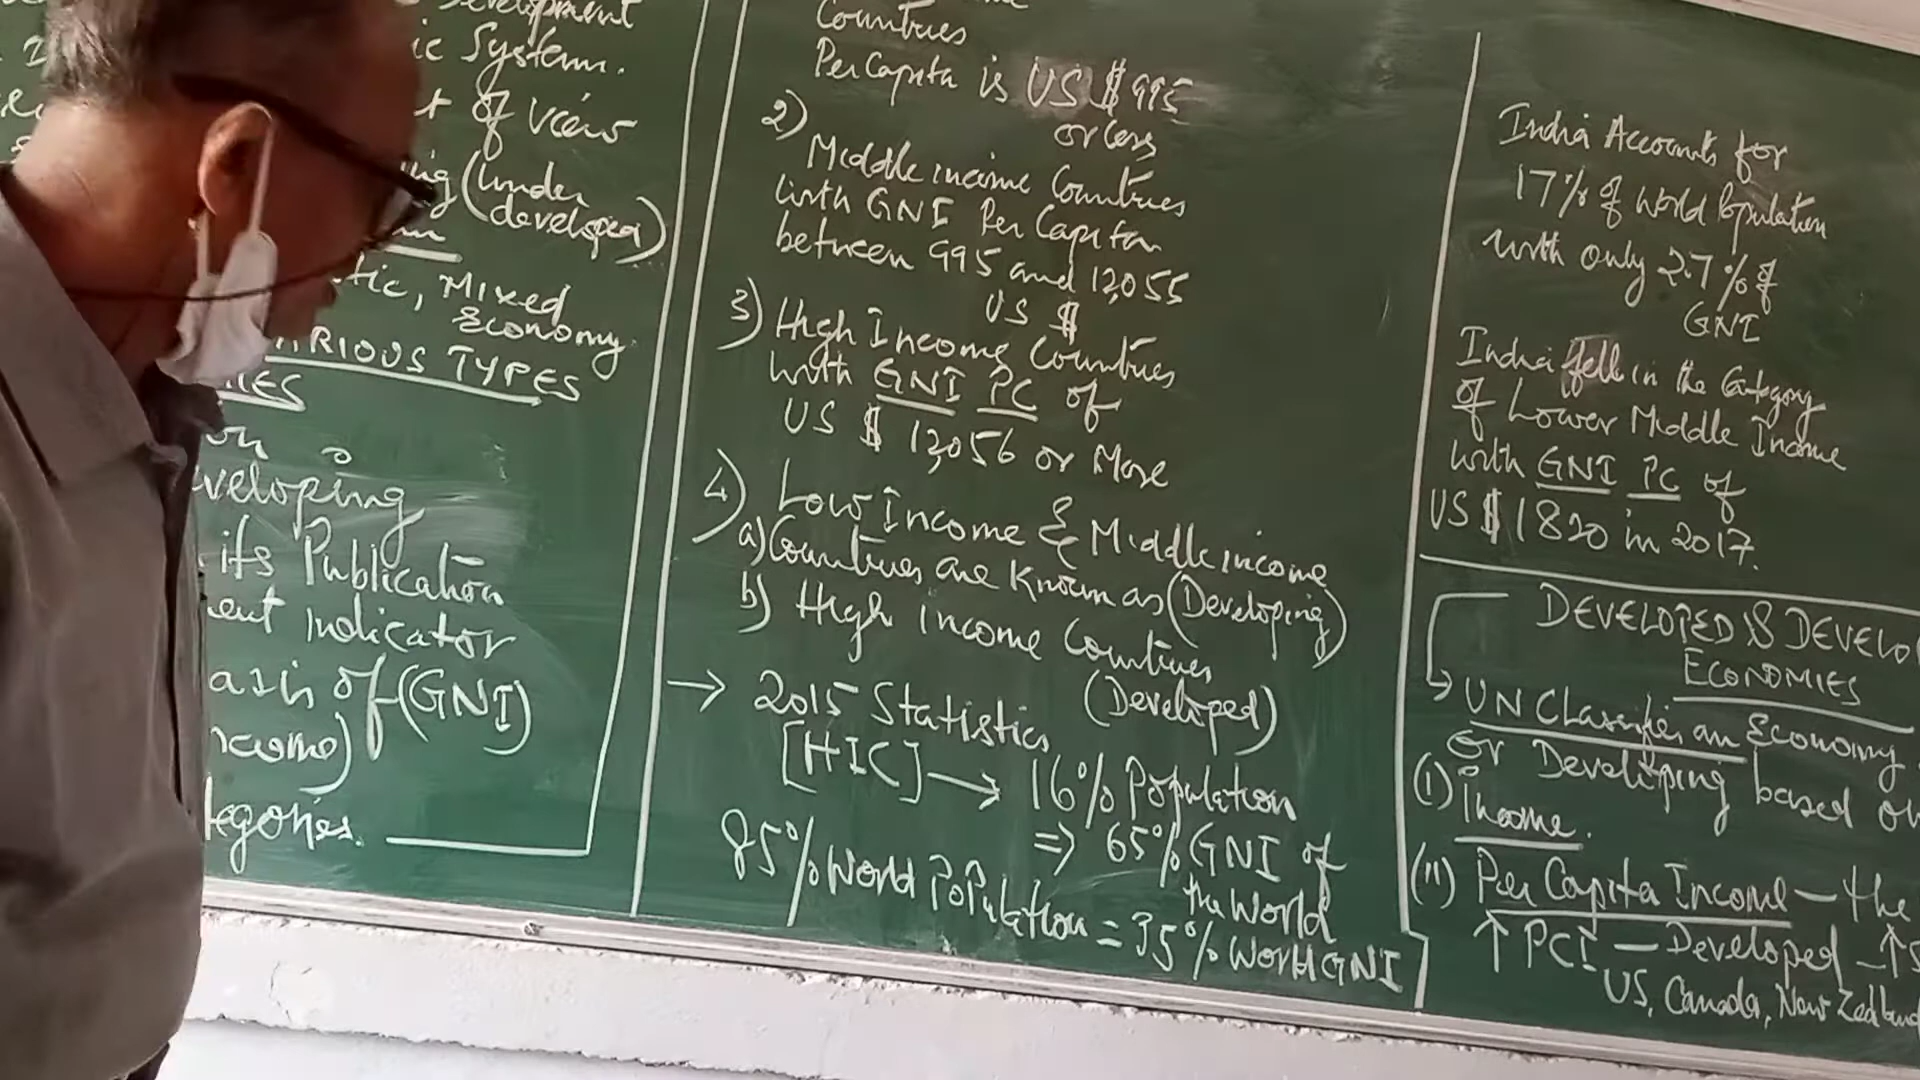 Development
ic System.
t of view
(Under
developed)
tic, Mixed
Economy.
VARIOUS TYPES
on
veloping
its Publication
ent Indicator
asis of (GNI)
ncome)
tegories.
Countries
Per Capita is US $ 995
or less
2) Middle income Countries
with GNI Per Capita
between 995 and 12,055
US $
3) High Income Countries
with GNI PC of
US $ 12,056 or More
4) Low Income & Middle income
a) Countries are known as (Developing)
b) High income Countries
(Developed)
→ 2015 Statistics
[HIC] → 16% Population
⇒ 65% GNI of
the World
85% World Population = 35% World GNI
India Accounts for
17% of World Population
with only 2.7% of
GNI
India fell in the Category
of Lower Middle Income
with GNI PC of
US $ 1820 in 2017.
DEVELOPED & DEVELO
ECONOMIES
UN Classifies an Economy
or Developing based on
(i) Income.
(ii) Per Capita Income – the
↑ PCI – Developed – ↑ S
US, Canada, New Zealand